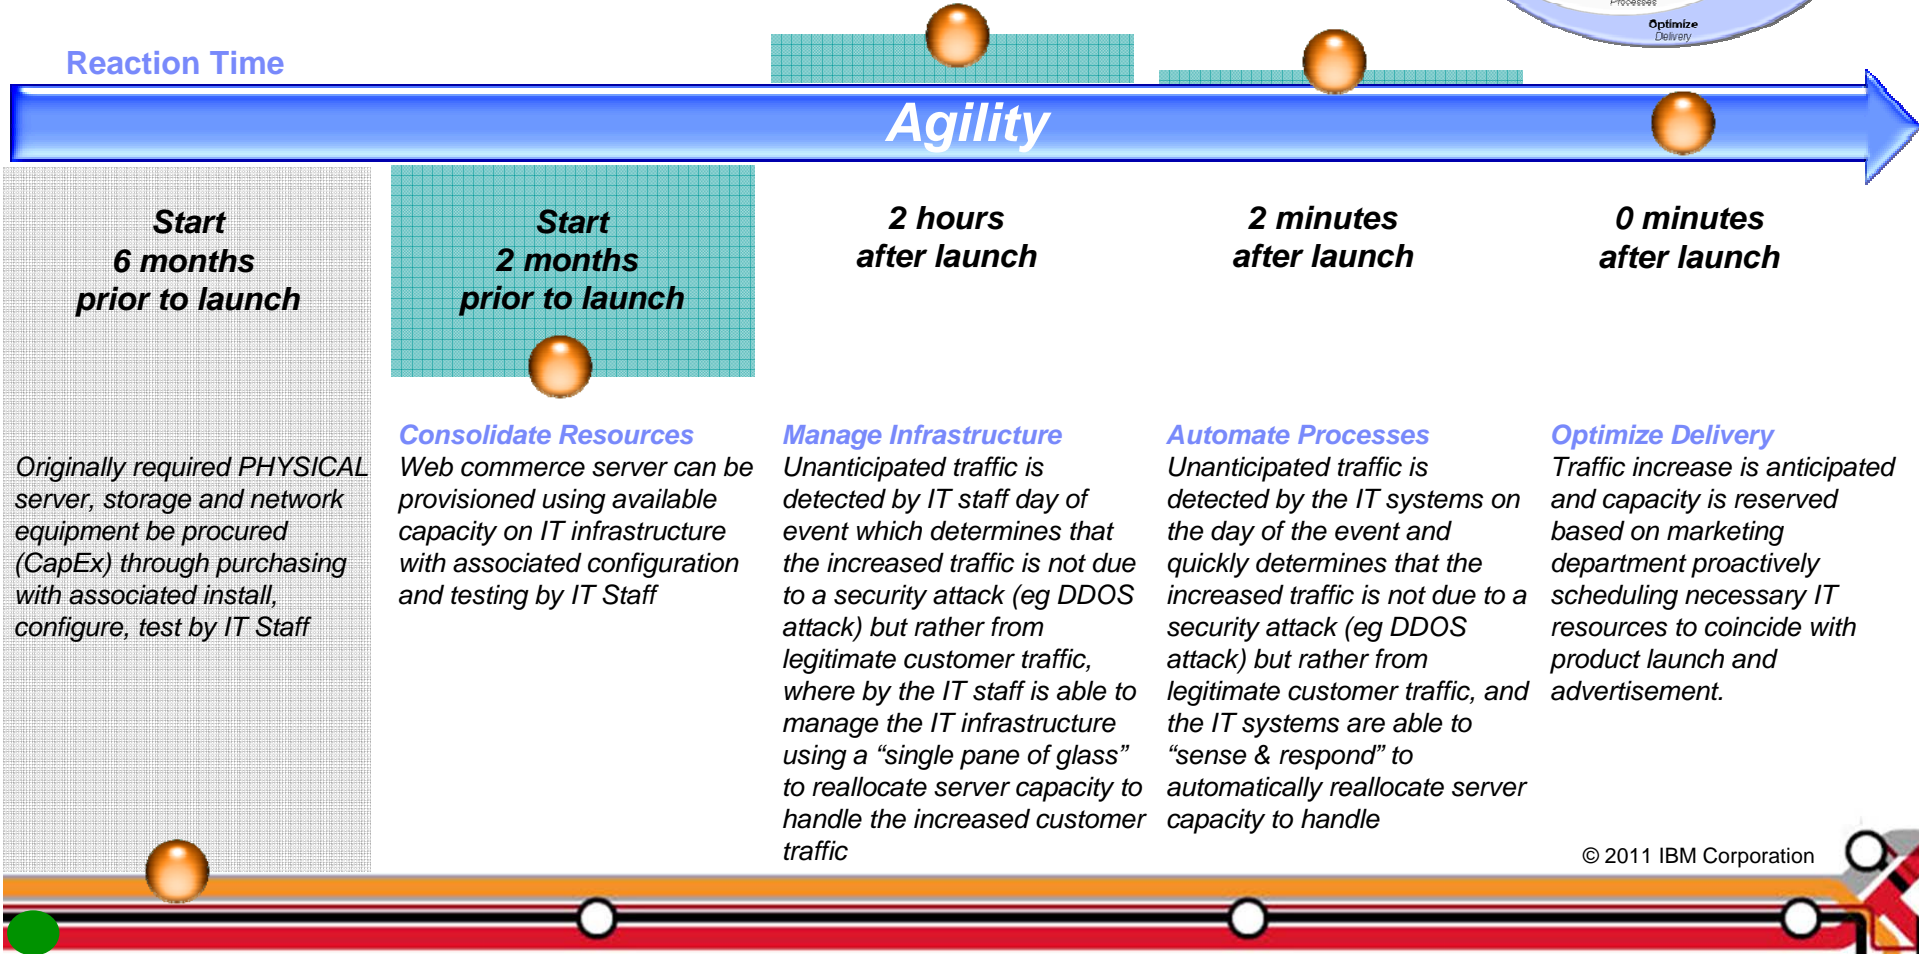 Processes
Optimize
Delivery
Reaction Time
Agility
Start
6 months
prior to launch
Originally required PHYSICAL
server, storage and network
equipment be procured
(CapEx) through purchasing
with associated install,
configure, test by IT Staff
Start
2 months
prior to launch
Consolidate Resources
Web commerce server can be
provisioned using available
capacity on IT infrastructure
with associated configuration
and testing by IT Staff
2 hours
after launch
Manage Infrastructure
Unanticipated traffic is
detected by IT staff day of
event which determines that
the increased traffic is not due
to a security attack (eg DDOS
attack) but rather from
legitimate customer traffic,
where by the IT staff is able to
manage the IT infrastructure
using a “single pane of glass”
to reallocate server capacity to
handle the increased customer
traffic
2 minutes
after launch
Automate Processes
Unanticipated traffic is
detected by the IT systems on
the day of the event and
quickly determines that the
increased traffic is not due to a
security attack (eg DDOS
attack) but rather from
legitimate customer traffic, and
the IT systems are able to
“sense & respond” to
automatically reallocate server
capacity to handle
0 minutes
after launch
Optimize Delivery
Traffic increase is anticipated
and capacity is reserved
based on marketing
department proactively
scheduling necessary IT
resources to coincide with
product launch and
advertisement.
© 2011 IBM Corporation